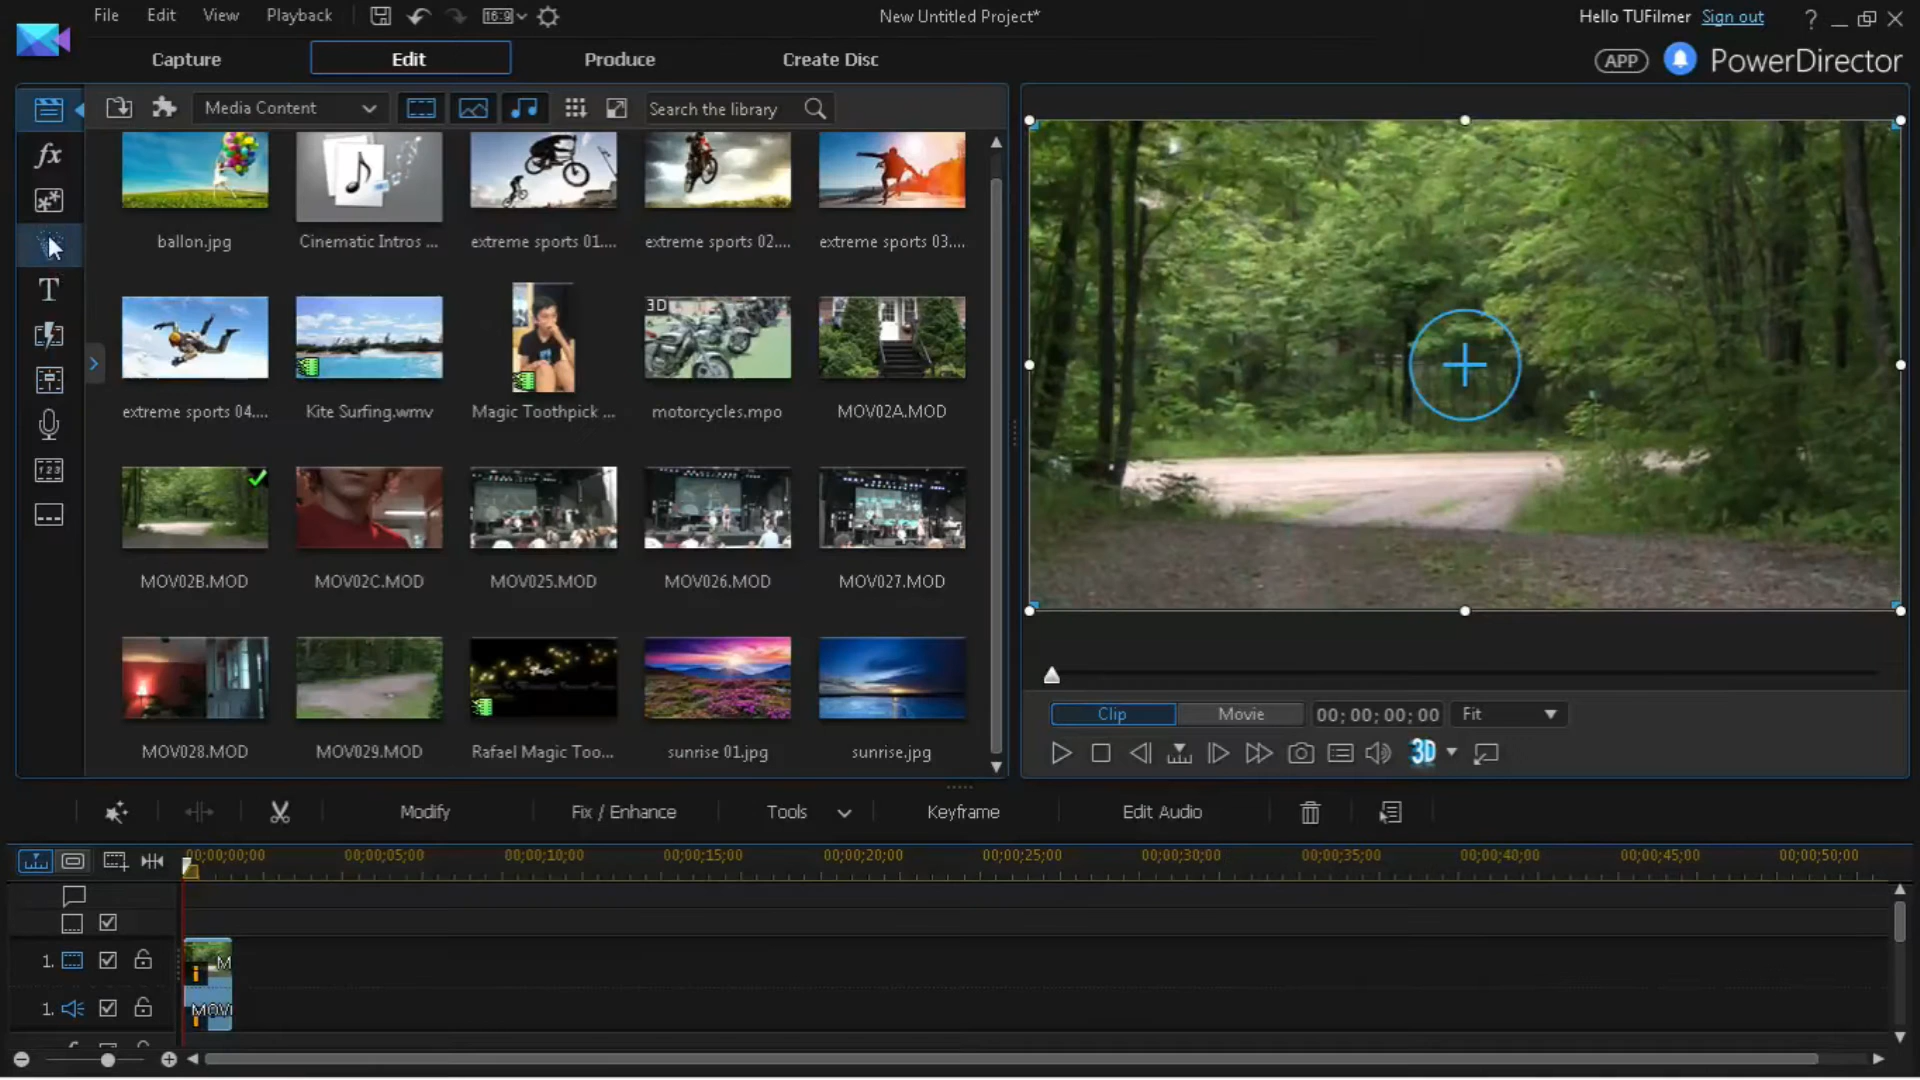 File Edit View Playback 16:9 New Untitled Project* Hello TUFilmer Sign out ?
Capture Edit Produce Create Disc APP PowerDirector
Media Content Search the library
fx
ballon.jpg Cinematic Intros ... extreme sports 01.... extreme sports 02.... extreme sports 03....
T
3D
extreme sports 04.... Kite Surfing.wmv Magic Toothpick ... motorcycles.mpo MOV02A.MOD
123
MOV02B.MOD MOV02C.MOD MOV025.MOD MOV026.MOD MOV027.MOD
MOV028.MOD MOV029.MOD Rafael Magic Too... sunrise 01.jpg sunrise.jpg
Clip Movie 00; 00; 00; 00 Fit
3D
Modify Fix / Enhance Tools Keyframe Edit Audio
00;00;00;00 00;00;05;00 00;00;10;00 00;00;15;00 00;00;20;00 00;00;25;00 00;00;30;00 00;00;35;00 00;00;40;00 00;00;45;00 00;00;50;00
1. M
1. MOV